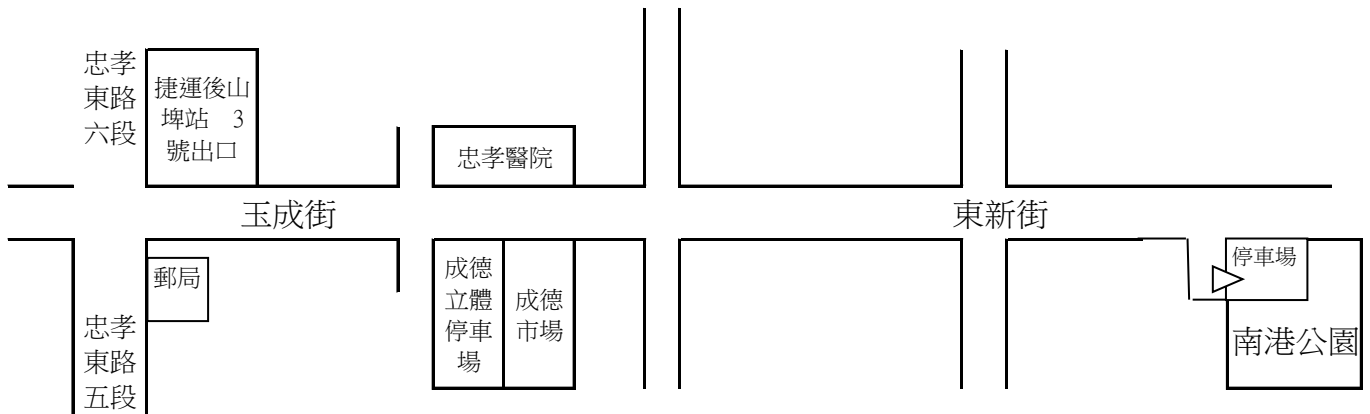 忠孝
東路
六段
捷運後山
埤站 3
號出口
忠孝醫院
玉成街
東新街
郵局
成德
立體
停車
場
成德
市場
停車場
南港公園
忠孝
東路
五段